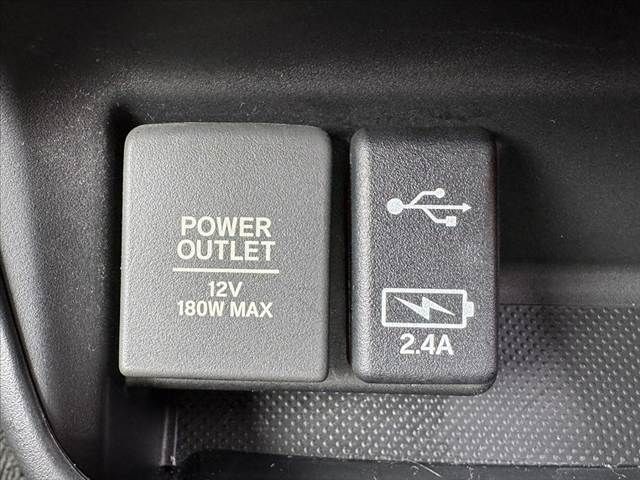 POWER
OUTLET
12V
180W MAX
2.4A